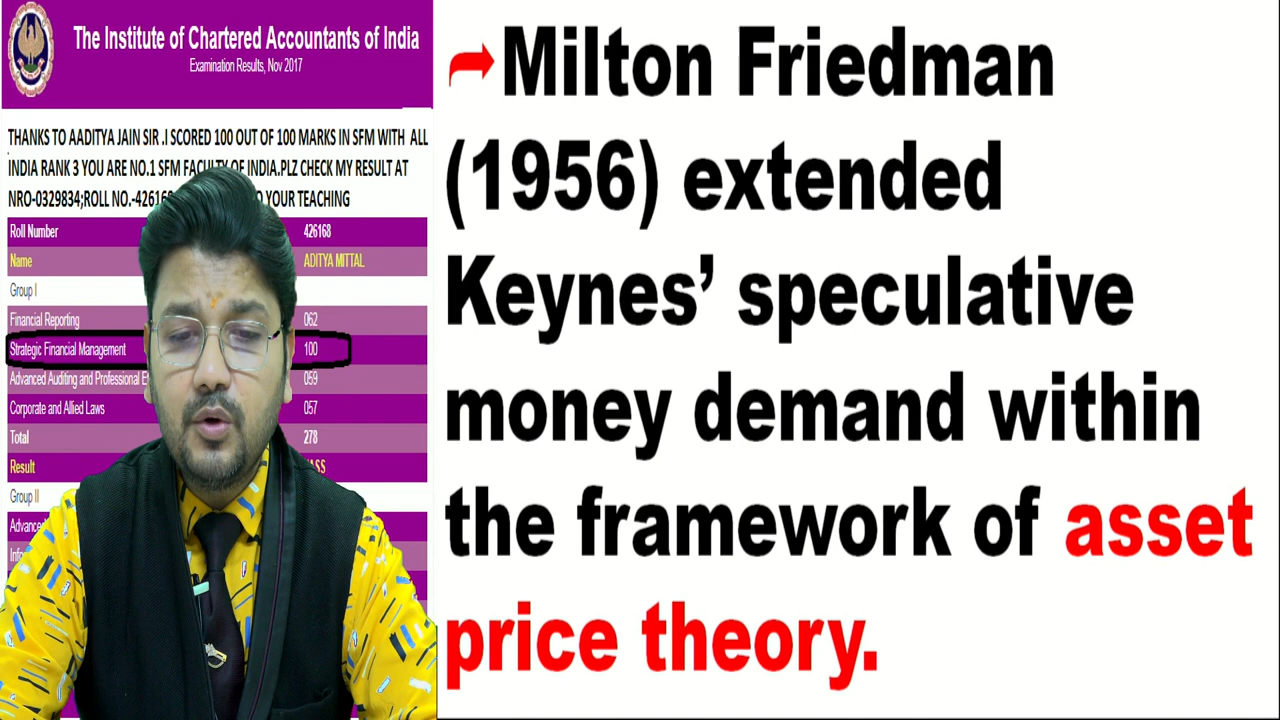 The Institute of Chartered Accountants of India
Examination Results, Nov 2017
THANKS TO AADITYA JAIN SIR .I SCORED 100 OUT OF 100 MARKS IN SFM WITH ALL
INDIA RANK 3 YOU ARE NO.1 SFM FACULTY OF INDIA.PLZ CHECK MY RESULT AT
NRO-0329834;ROLL NO.-42616 TO YOUR TEACHING
Roll Number 426168
Name ADITYA MITTAL
Group I
Financial Reporting 062
Strategic Financial Management 100
Advanced Auditing and Professional 059
Corporate and Allied Laws 057
Total 278
Result
Group II
Milton Friedman
(1956) extended
Keynes’ speculative
money demand within
the framework of asset
price theory.